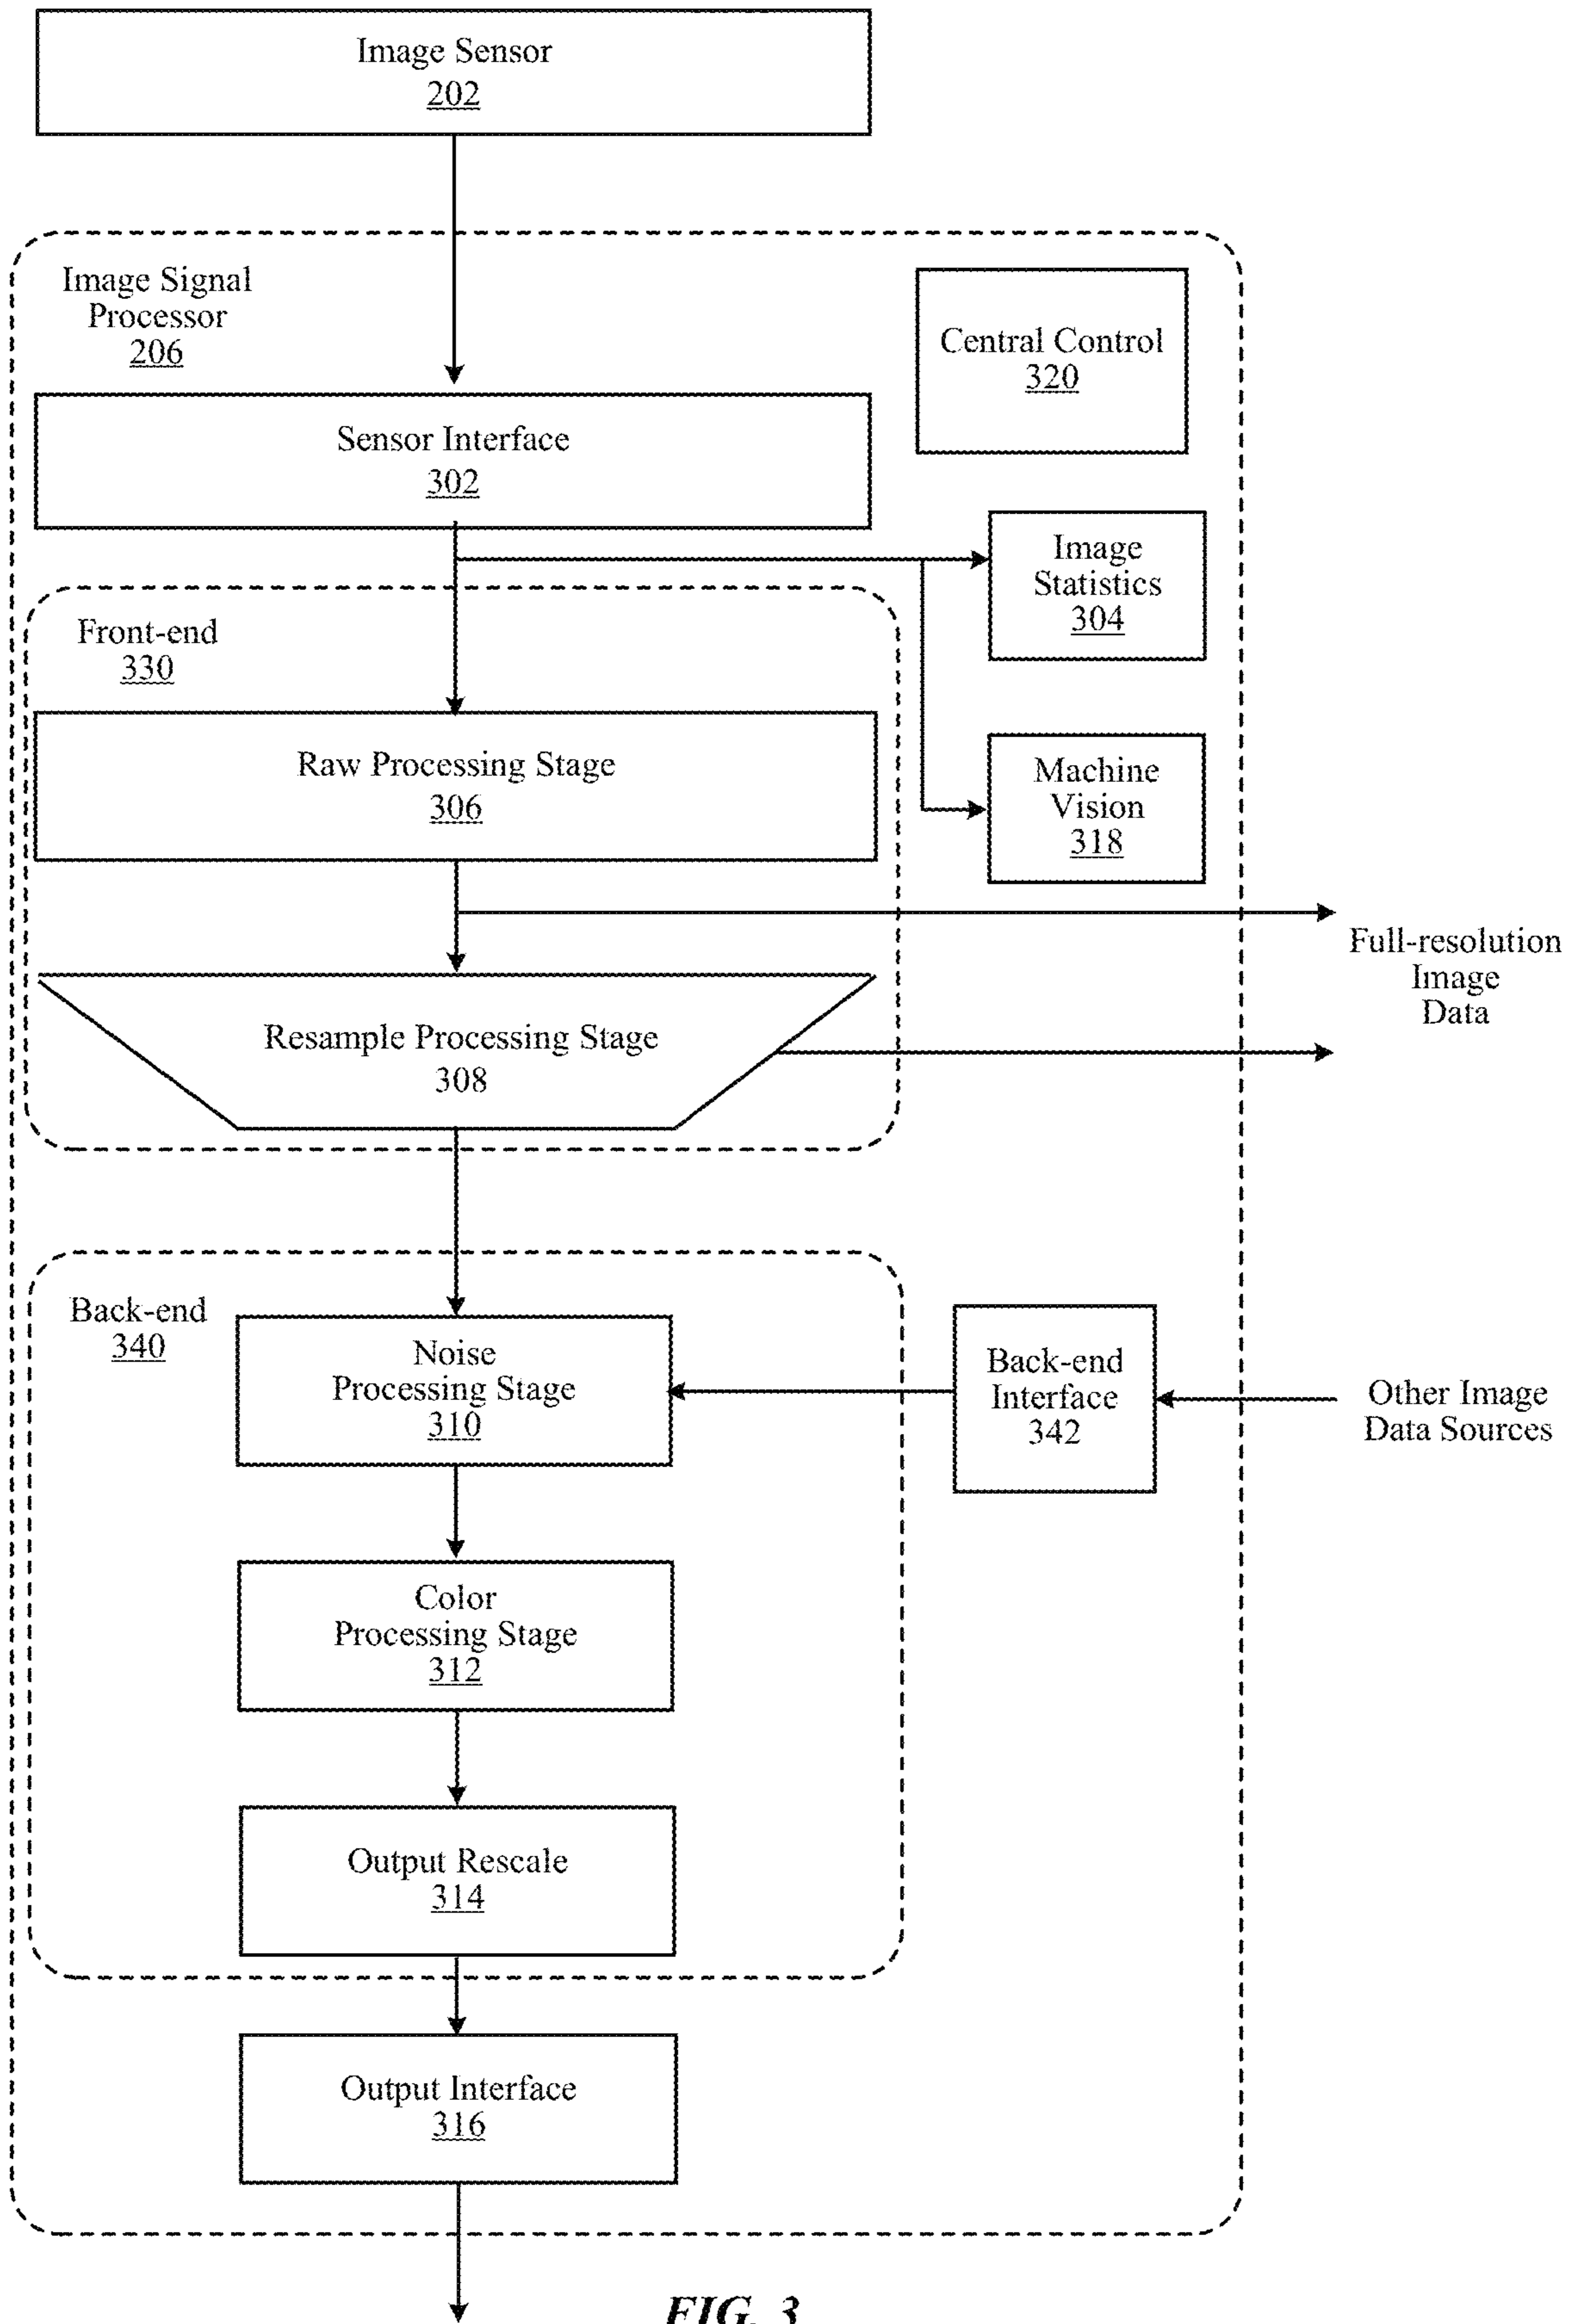 Image Sensor
202
Image Signal
Processor
206
Central Control
320
Sensor Interface
302
Image
Statistics
304
Front-end
330
Raw Processing Stage
306
Machine
Vision
318
Full-resolution
Image
Data
Resample Processing Stage
308
Back-end
340
Noise
Processing Stage
310
Back-end
Interface
342
Other Image
Data Sources
Color
Processing Stage
312
Output Rescale
314
Output Interface
316
FIG. 3